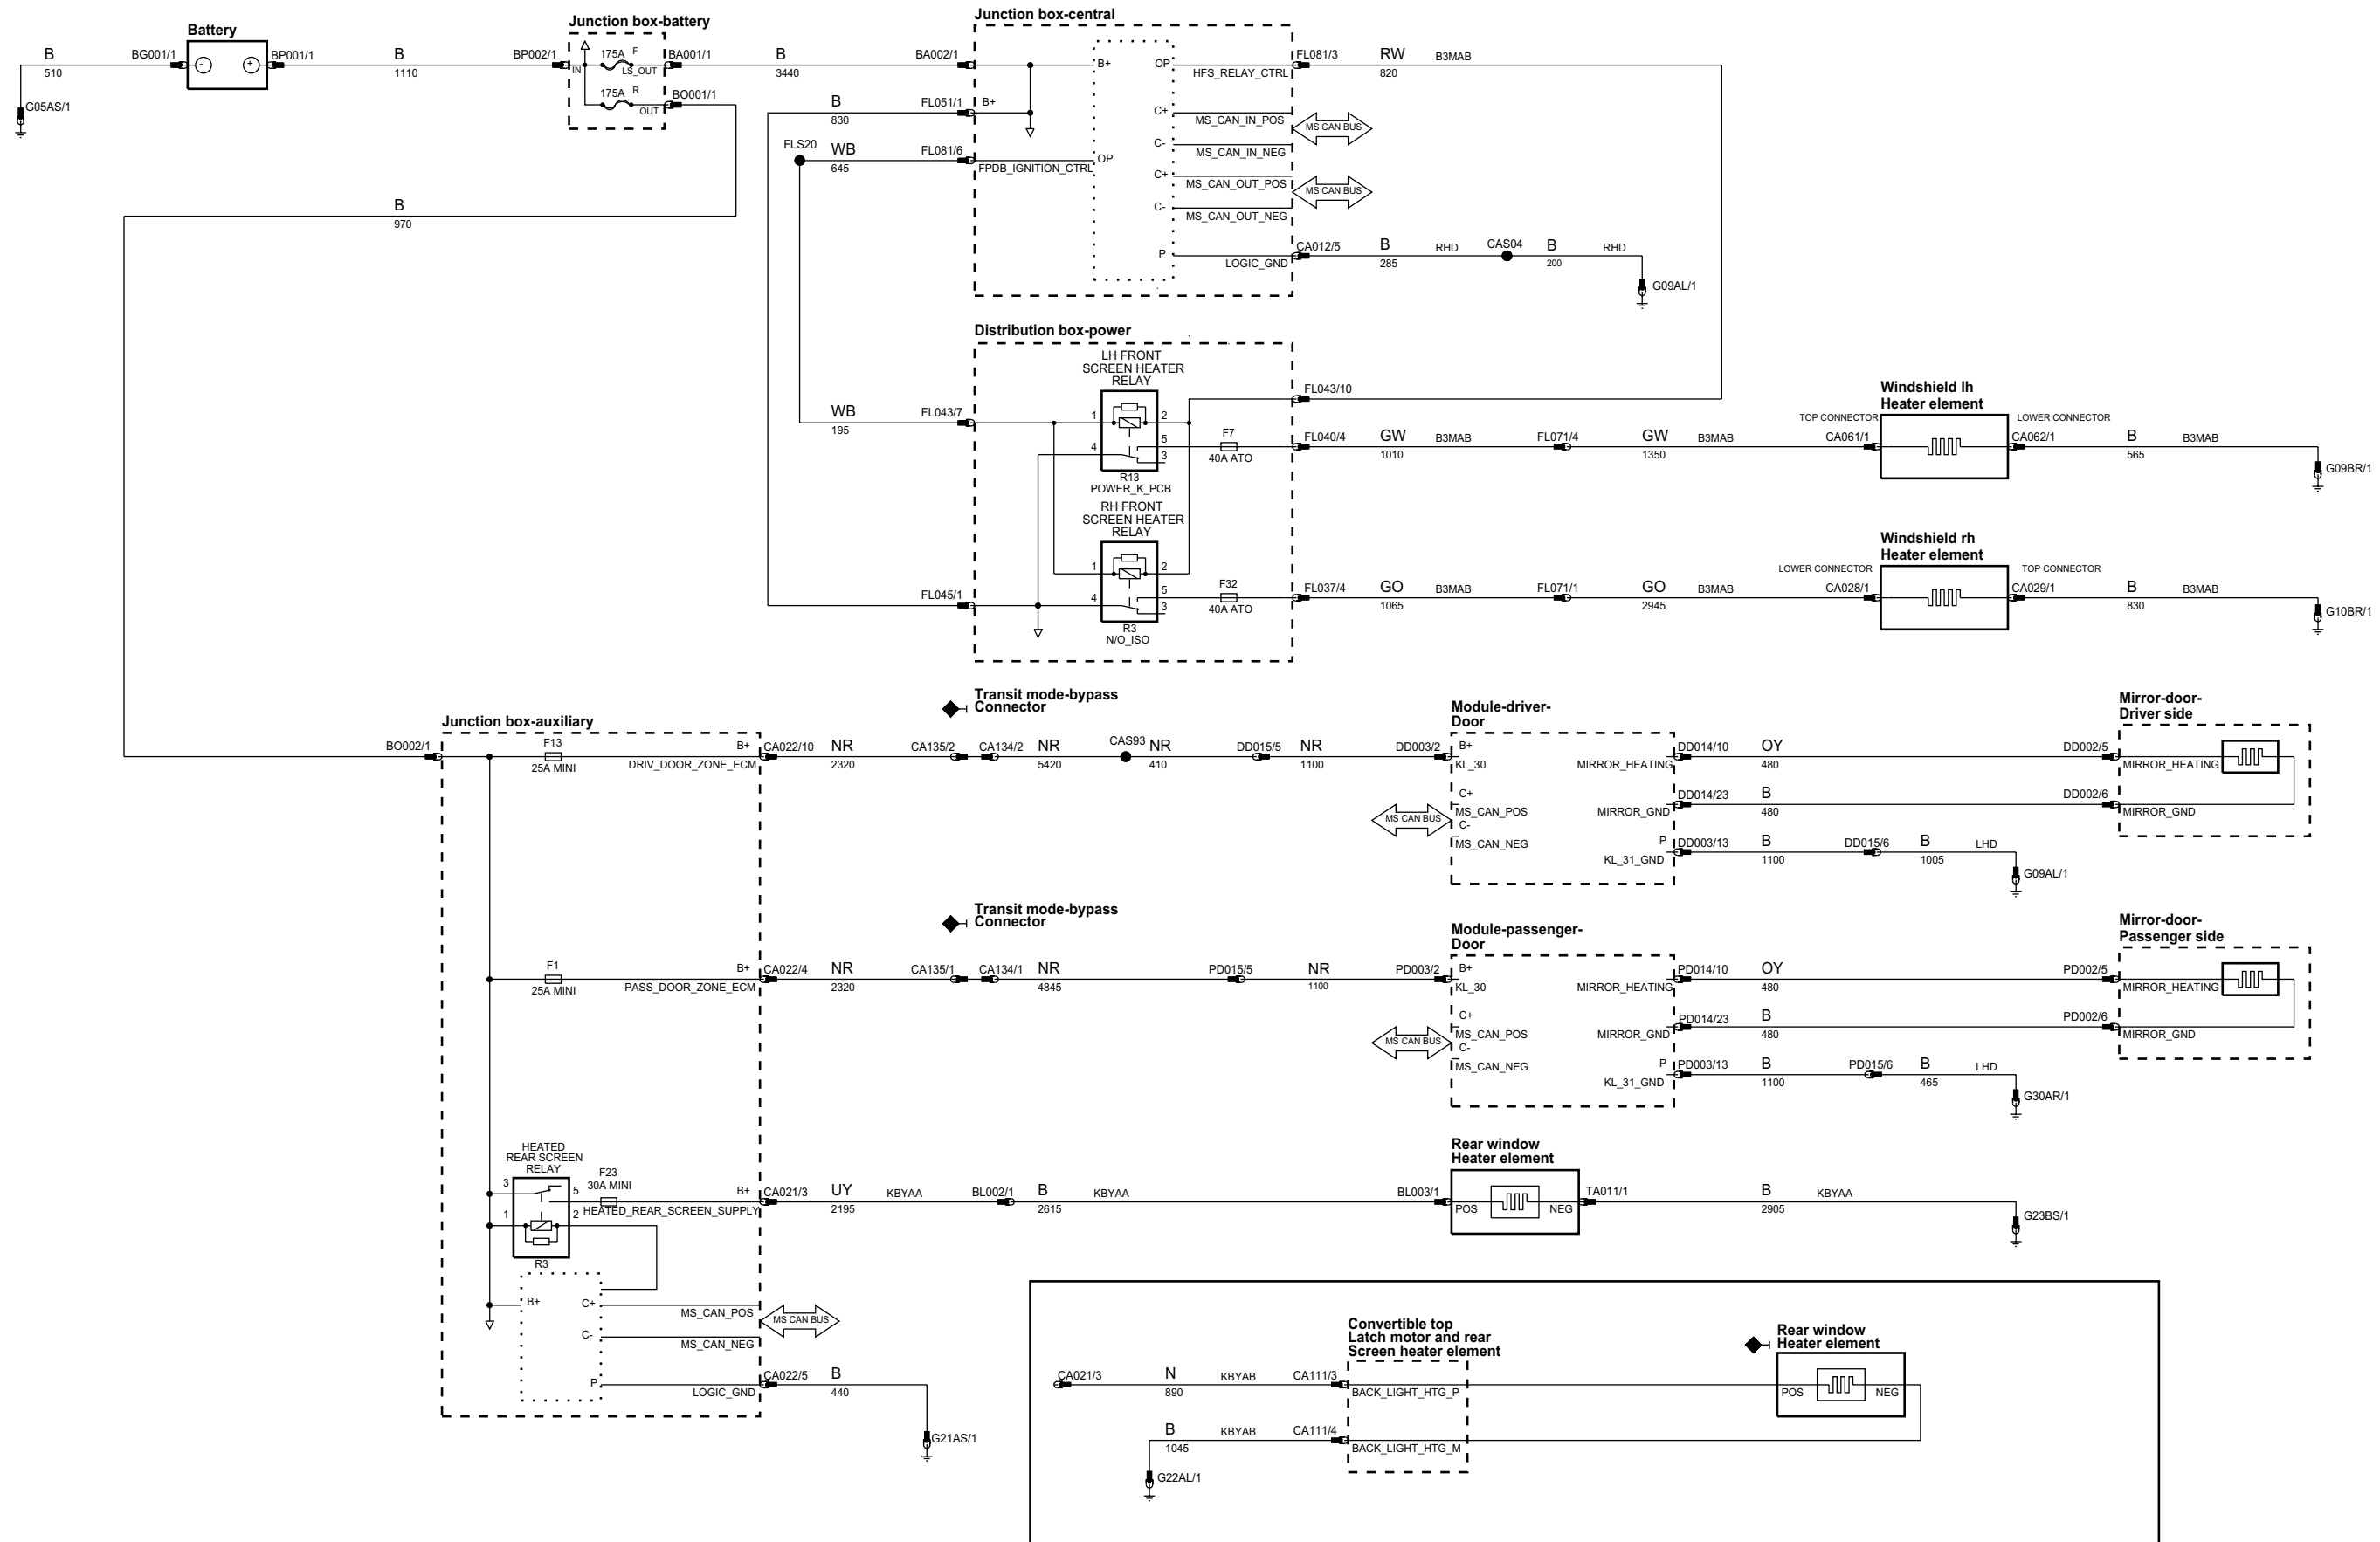 Battery
B
510
BG001/1
-
+
BP001/1
B
1110
BP002/1
G05AS/1
Junction box-battery
IN
175A F
LS_OUT
BA001/1
175A R
OUT
BO001/1
B
3440
BA002/1
B
830
FL051/1
FLS20
WB
645
FL081/6
B
970
Junction box-central
B+
B+
OP
FPDB_IGNITION_CTRL
OP
HFS_RELAY_CTRL
FL081/3
RW
820
B3MAB
C+
MS_CAN_IN_POS
C-
MS_CAN_IN_NEG
MS CAN BUS
C+
MS_CAN_OUT_POS
C-
MS_CAN_OUT_NEG
MS CAN BUS
P
LOGIC_GND
CA012/5
B
285
RHD
CAS04
B
200
RHD
G09AL/1
Distribution box-power
LH FRONT
SCREEN HEATER
RELAY
1
2
4
5
3
R13
POWER_K_PCB
F7
40A ATO
WB
195
FL043/7
FL043/10
FL040/4
GW
1010
B3MAB
FL071/4
GW
1350
B3MAB
TOP CONNECTOR
CA061/1
Windshield lh
Heater element
LOWER CONNECTOR
CA062/1
B
565
B3MAB
G09BR/1
RH FRONT
SCREEN HEATER
RELAY
1
2
4
5
3
R3
N/O_ISO
F32
40A ATO
FL045/1
FL037/4
GO
1065
B3MAB
FL071/1
GO
2945
B3MAB
LOWER CONNECTOR
CA028/1
Windshield rh
Heater element
TOP CONNECTOR
CA029/1
B
830
B3MAB
G10BR/1
Junction box-auxiliary
BO002/1
F13
25A MINI
B+
DRIV_DOOR_ZONE_ECM
CA022/10
NR
2320
Transit mode-bypass
Connector
CA135/2
CA134/2
NR
5420
CAS93
NR
410
DD015/5
NR
1100
DD003/2
Module-driver-
Door
B+
KL_30
C+
MS_CAN_POS
C-
MS_CAN_NEG
MS CAN BUS
MIRROR_HEATING
MIRROR_GND
P
KL_31_GND
DD014/10
OY
480
DD002/5
DD014/23
B
480
DD002/6
DD003/13
B
1100
DD015/6
B
1005
LHD
G09AL/1
Mirror-door-
Driver side
MIRROR_HEATING
MIRROR_GND
F1
25A MINI
B+
PASS_DOOR_ZONE_ECM
CA022/4
NR
2320
Transit mode-bypass
Connector
CA135/1
CA134/1
NR
4845
PD015/5
NR
1100
PD003/2
Module-passenger-
Door
B+
KL_30
C+
MS_CAN_POS
C-
MS_CAN_NEG
MS CAN BUS
MIRROR_HEATING
MIRROR_GND
P
KL_31_GND
PD014/10
OY
480
PD002/5
PD014/23
B
480
PD002/6
PD003/13
B
1100
PD015/6
B
465
LHD
G30AR/1
Mirror-door-
Passenger side
MIRROR_HEATING
MIRROR_GND
HEATED
REAR SCREEN
RELAY
3
5
1
2
R3
F23
30A MINI
B+
HEATED_REAR_SCREEN_SUPPLY
CA021/3
UY
2195
KBYAA
BL002/1
B
2615
KBYAA
BL003/1
Rear window
Heater element
POS
NEG
TA011/1
B
2905
KBYAA
G23BS/1
B+
C+
MS_CAN_POS
C-
MS_CAN_NEG
MS CAN BUS
P
LOGIC_GND
CA022/5
B
440
G21AS/1
Convertible top
Latch motor and rear
Screen heater element
CA021/3
N
890
KBYAB
CA111/3
BACK_LIGHT_HTG_P
B
1045
KBYAB
CA111/4
BACK_LIGHT_HTG_M
G22AL/1
Rear window
Heater element
POS
NEG